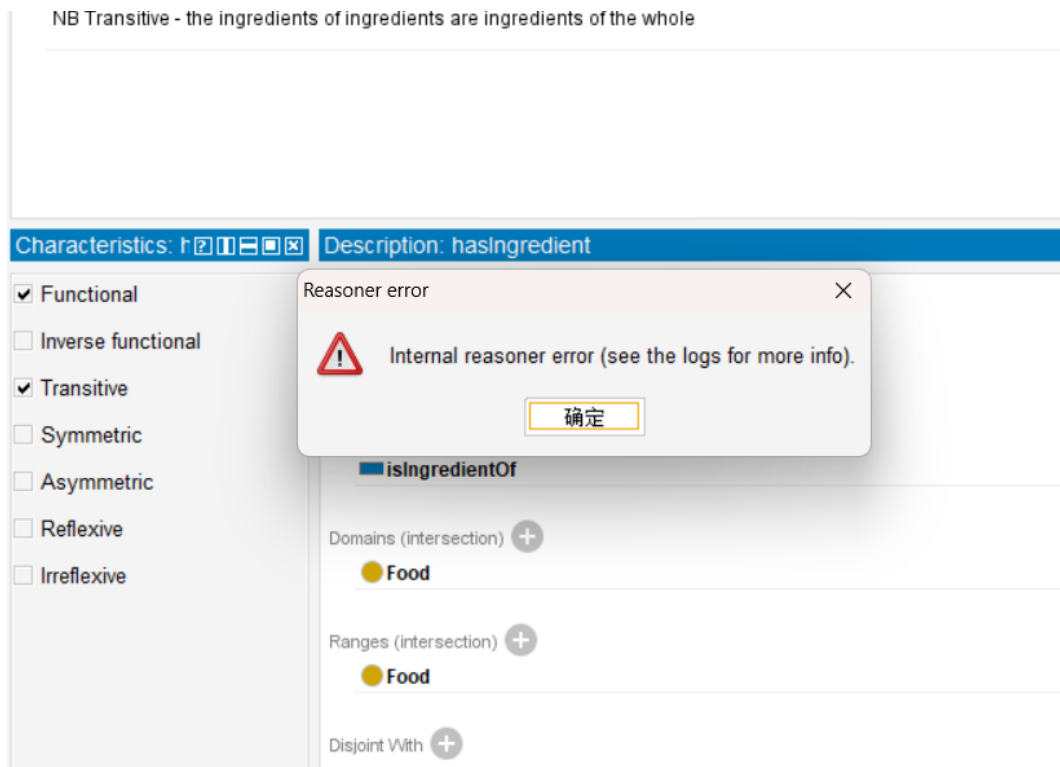 NB Transitive - the ingredients of ingredients are ingredients of the whole
Characteristics: h
Description: hasIngredient
Functional
Inverse functional
Transitive
Symmetric
Asymmetric
Reflexive
Irreflexive
Reasoner error
Internal reasoner error (see the logs for more info).
确定
isIngredientOf
Domains (intersection)
Food
Ranges (intersection)
Food
Disjoint With